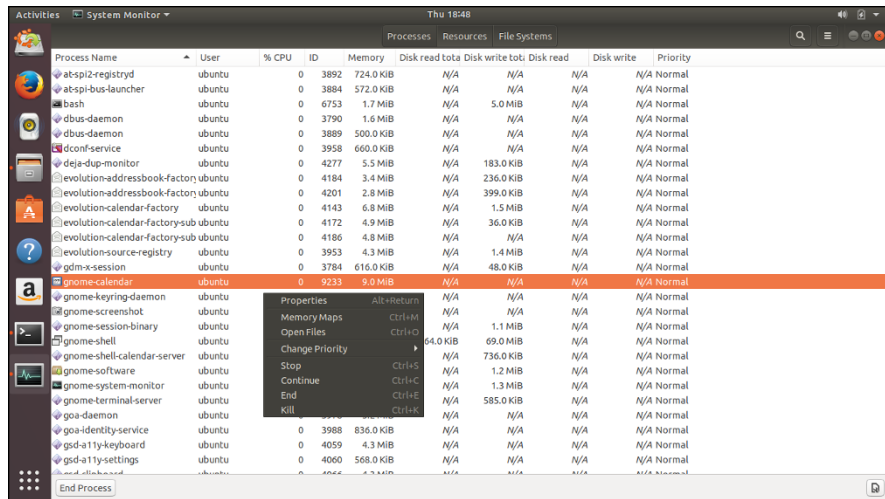 Activities System Monitor Thu 18:48
Processes Resources File Systems
Process Name User % CPU ID Memory Disk read tota Disk write tota Disk read Disk write Priority
at-spi2-registryd ubuntu 0 3892 724.0 KiB N/A N/A N/A N/A Normal
at-spi-bus-launcher ubuntu 0 3884 572.0 KiB N/A N/A N/A N/A Normal
bash ubuntu 0 6753 1.7 MiB N/A 5.0 MiB N/A N/A Normal
dbus-daemon ubuntu 0 3790 1.6 MiB N/A N/A N/A N/A Normal
dbus-daemon ubuntu 0 3889 500.0 KiB N/A N/A N/A N/A Normal
dconf-service ubuntu 0 3958 660.0 KiB N/A N/A N/A N/A Normal
deja-dup-monitor ubuntu 0 4277 5.5 MiB N/A 183.0 KiB N/A N/A Normal
evolution-addressbook-factory ubuntu 0 4184 3.4 MiB N/A 236.0 KiB N/A N/A Normal
evolution-addressbook-factory ubuntu 0 4201 2.8 MiB N/A 399.0 KiB N/A N/A Normal
evolution-calendar-factory ubuntu 0 4143 6.8 MiB N/A 1.5 MiB N/A N/A Normal
evolution-calendar-factory-sub ubuntu 0 4172 4.9 MiB N/A 36.0 KiB N/A N/A Normal
evolution-calendar-factory-sub ubuntu 0 4186 4.8 MiB N/A N/A N/A N/A Normal
evolution-source-registry ubuntu 0 3953 4.3 MiB N/A 1.4 MiB N/A N/A Normal
gdm-x-session ubuntu 0 3784 616.0 KiB N/A 48.0 KiB N/A N/A Normal
gnome-calendar ubuntu 0 9233 9.0 MiB N/A N/A N/A N/A Normal
gnome-keyring-daemon ubuntu Properties Alt+Return N/A N/A N/A N/A Normal
gnome-screenshot ubuntu Memory Maps Ctrl+M N/A N/A N/A N/A Normal
gnome-session-binary ubuntu Open Files Ctrl+O N/A 1.1 MiB N/A N/A Normal
gnome-shell ubuntu Change Priority 64.0 KiB 69.0 MiB N/A N/A Normal
gnome-shell-calendar-server ubuntu N/A 736.0 KiB N/A N/A Normal
gnome-software ubuntu Stop Ctrl+S N/A 1.2 MiB N/A N/A Normal
gnome-system-monitor ubuntu Continue Ctrl+C N/A 1.3 MiB N/A N/A Normal
gnome-terminal-server ubuntu End Ctrl+E N/A 585.0 KiB N/A N/A Normal
goa-daemon ubuntu Kill Ctrl+K N/A N/A N/A N/A Normal
goa-identity-service ubuntu 0 3988 836.0 KiB N/A N/A N/A N/A Normal
gsd-a11y-keyboard ubuntu 0 4059 4.3 MiB N/A N/A N/A N/A Normal
gsd-a11y-settings ubuntu 0 4060 568.0 KiB N/A N/A N/A N/A Normal
End Process